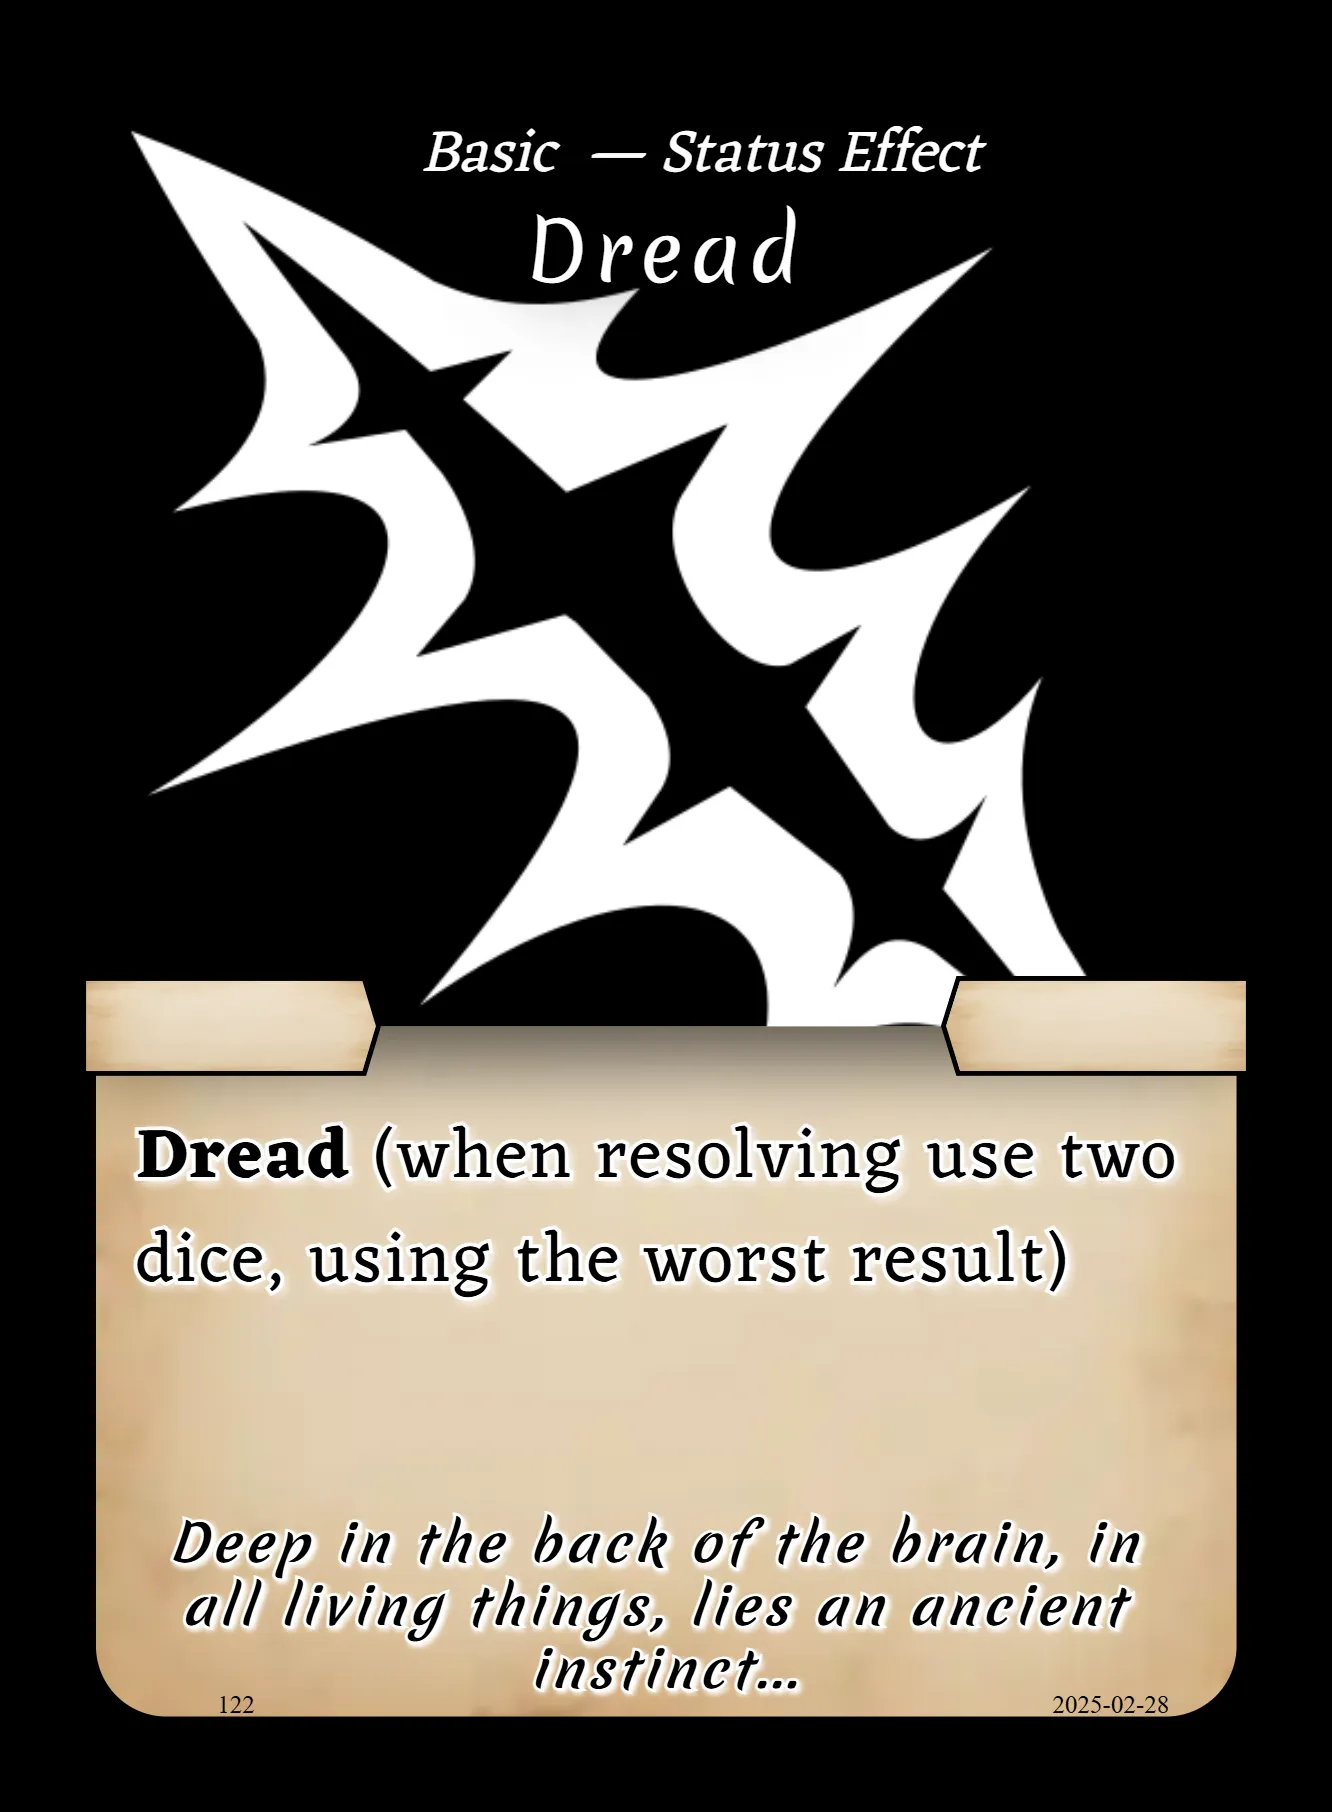 Basic — Status Effect
Dread
Dread (when resolving use two
dice, using the worst result)
Deep in the back of the brain, in
all living things, lies an ancient
instinct...
122
2025-02-28